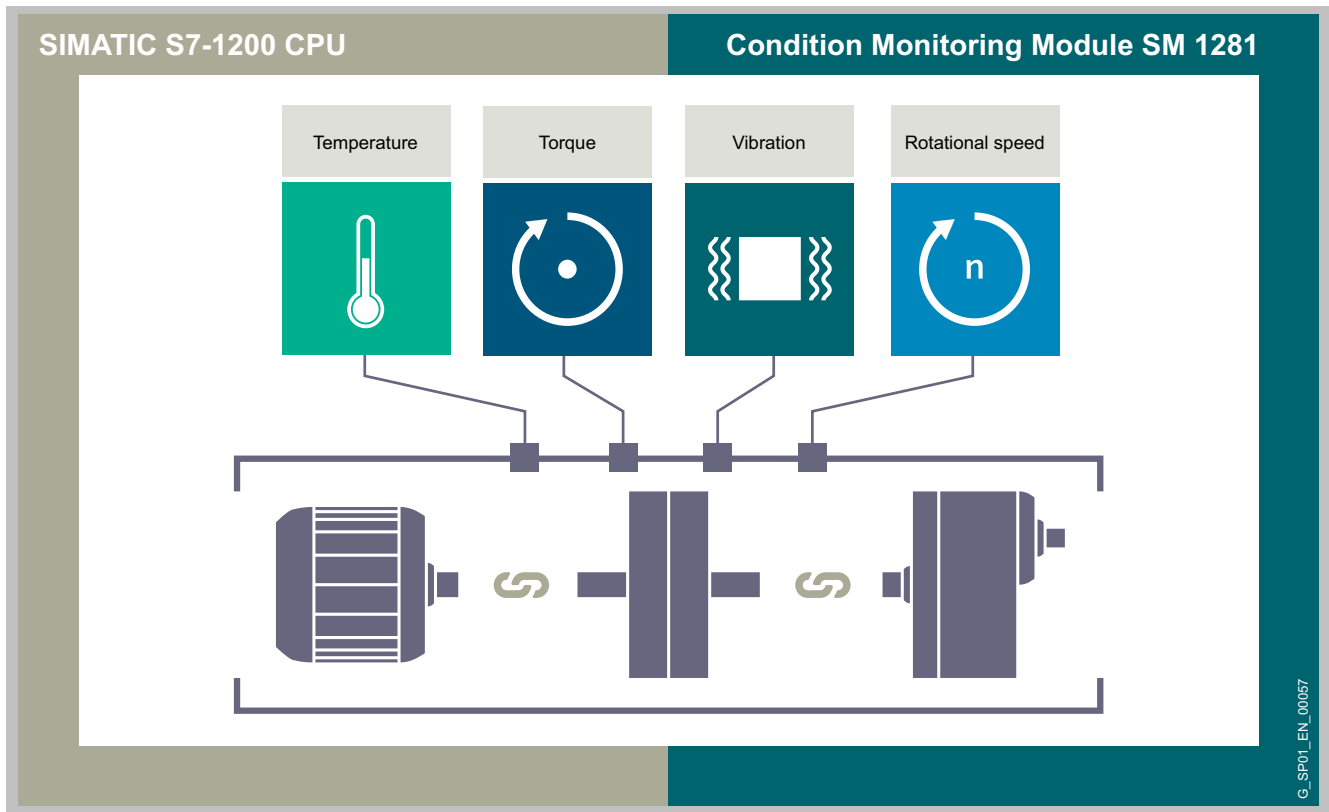 SIMATIC S7-1200 CPU
Condition Monitoring Module SM 1281
Temperature
Torque
Vibration
Rotational speed
n
G_SP01_EN_00057